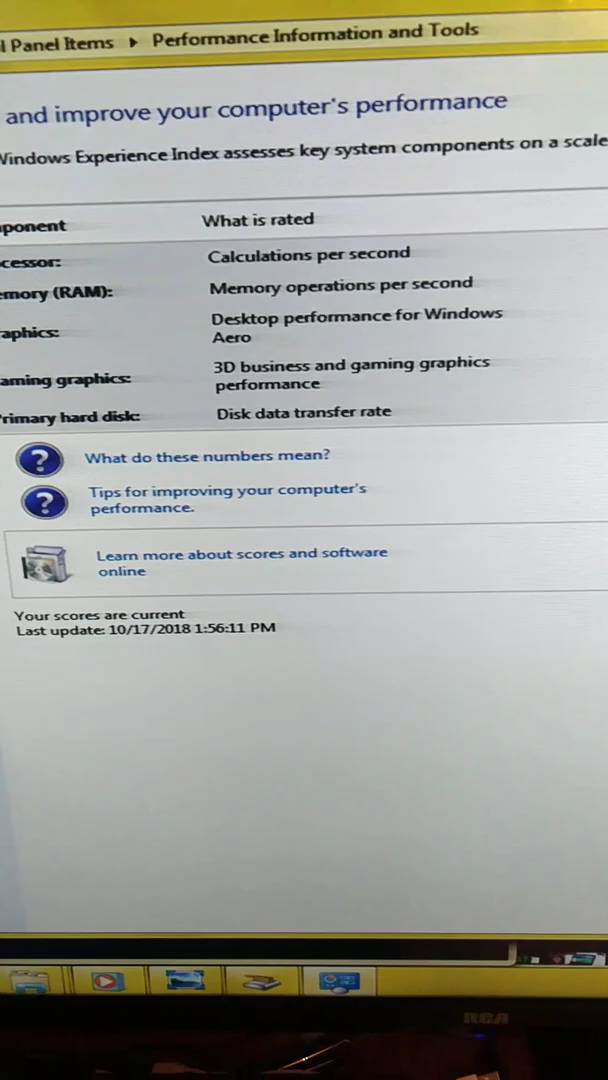 l Panel Items ▸ Performance Information and Tools
and improve your computer's performance
Windows Experience Index assesses key system components on a scale
ponent What is rated
cessor: Calculations per second
emory (RAM): Memory operations per second
aphics: Desktop performance for Windows
Aero
aming graphics: 3D business and gaming graphics
performance
Primary hard disk: Disk data transfer rate
What do these numbers mean?
Tips for improving your computer's
performance.
Learn more about scores and software
online
Your scores are current
Last update: 10/17/2018 1:56:11 PM
RCA